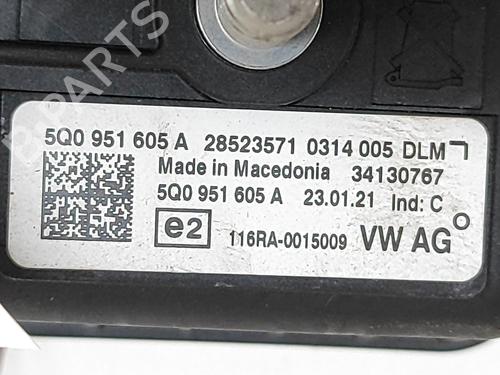 B-PARTS
5Q0 951 605 A 28523571 0314 005 DLM
Made in Macedonia 34130767
5Q0 951 605 A 23.01.21 Ind: C
e2 116RA-0015009 VW AG